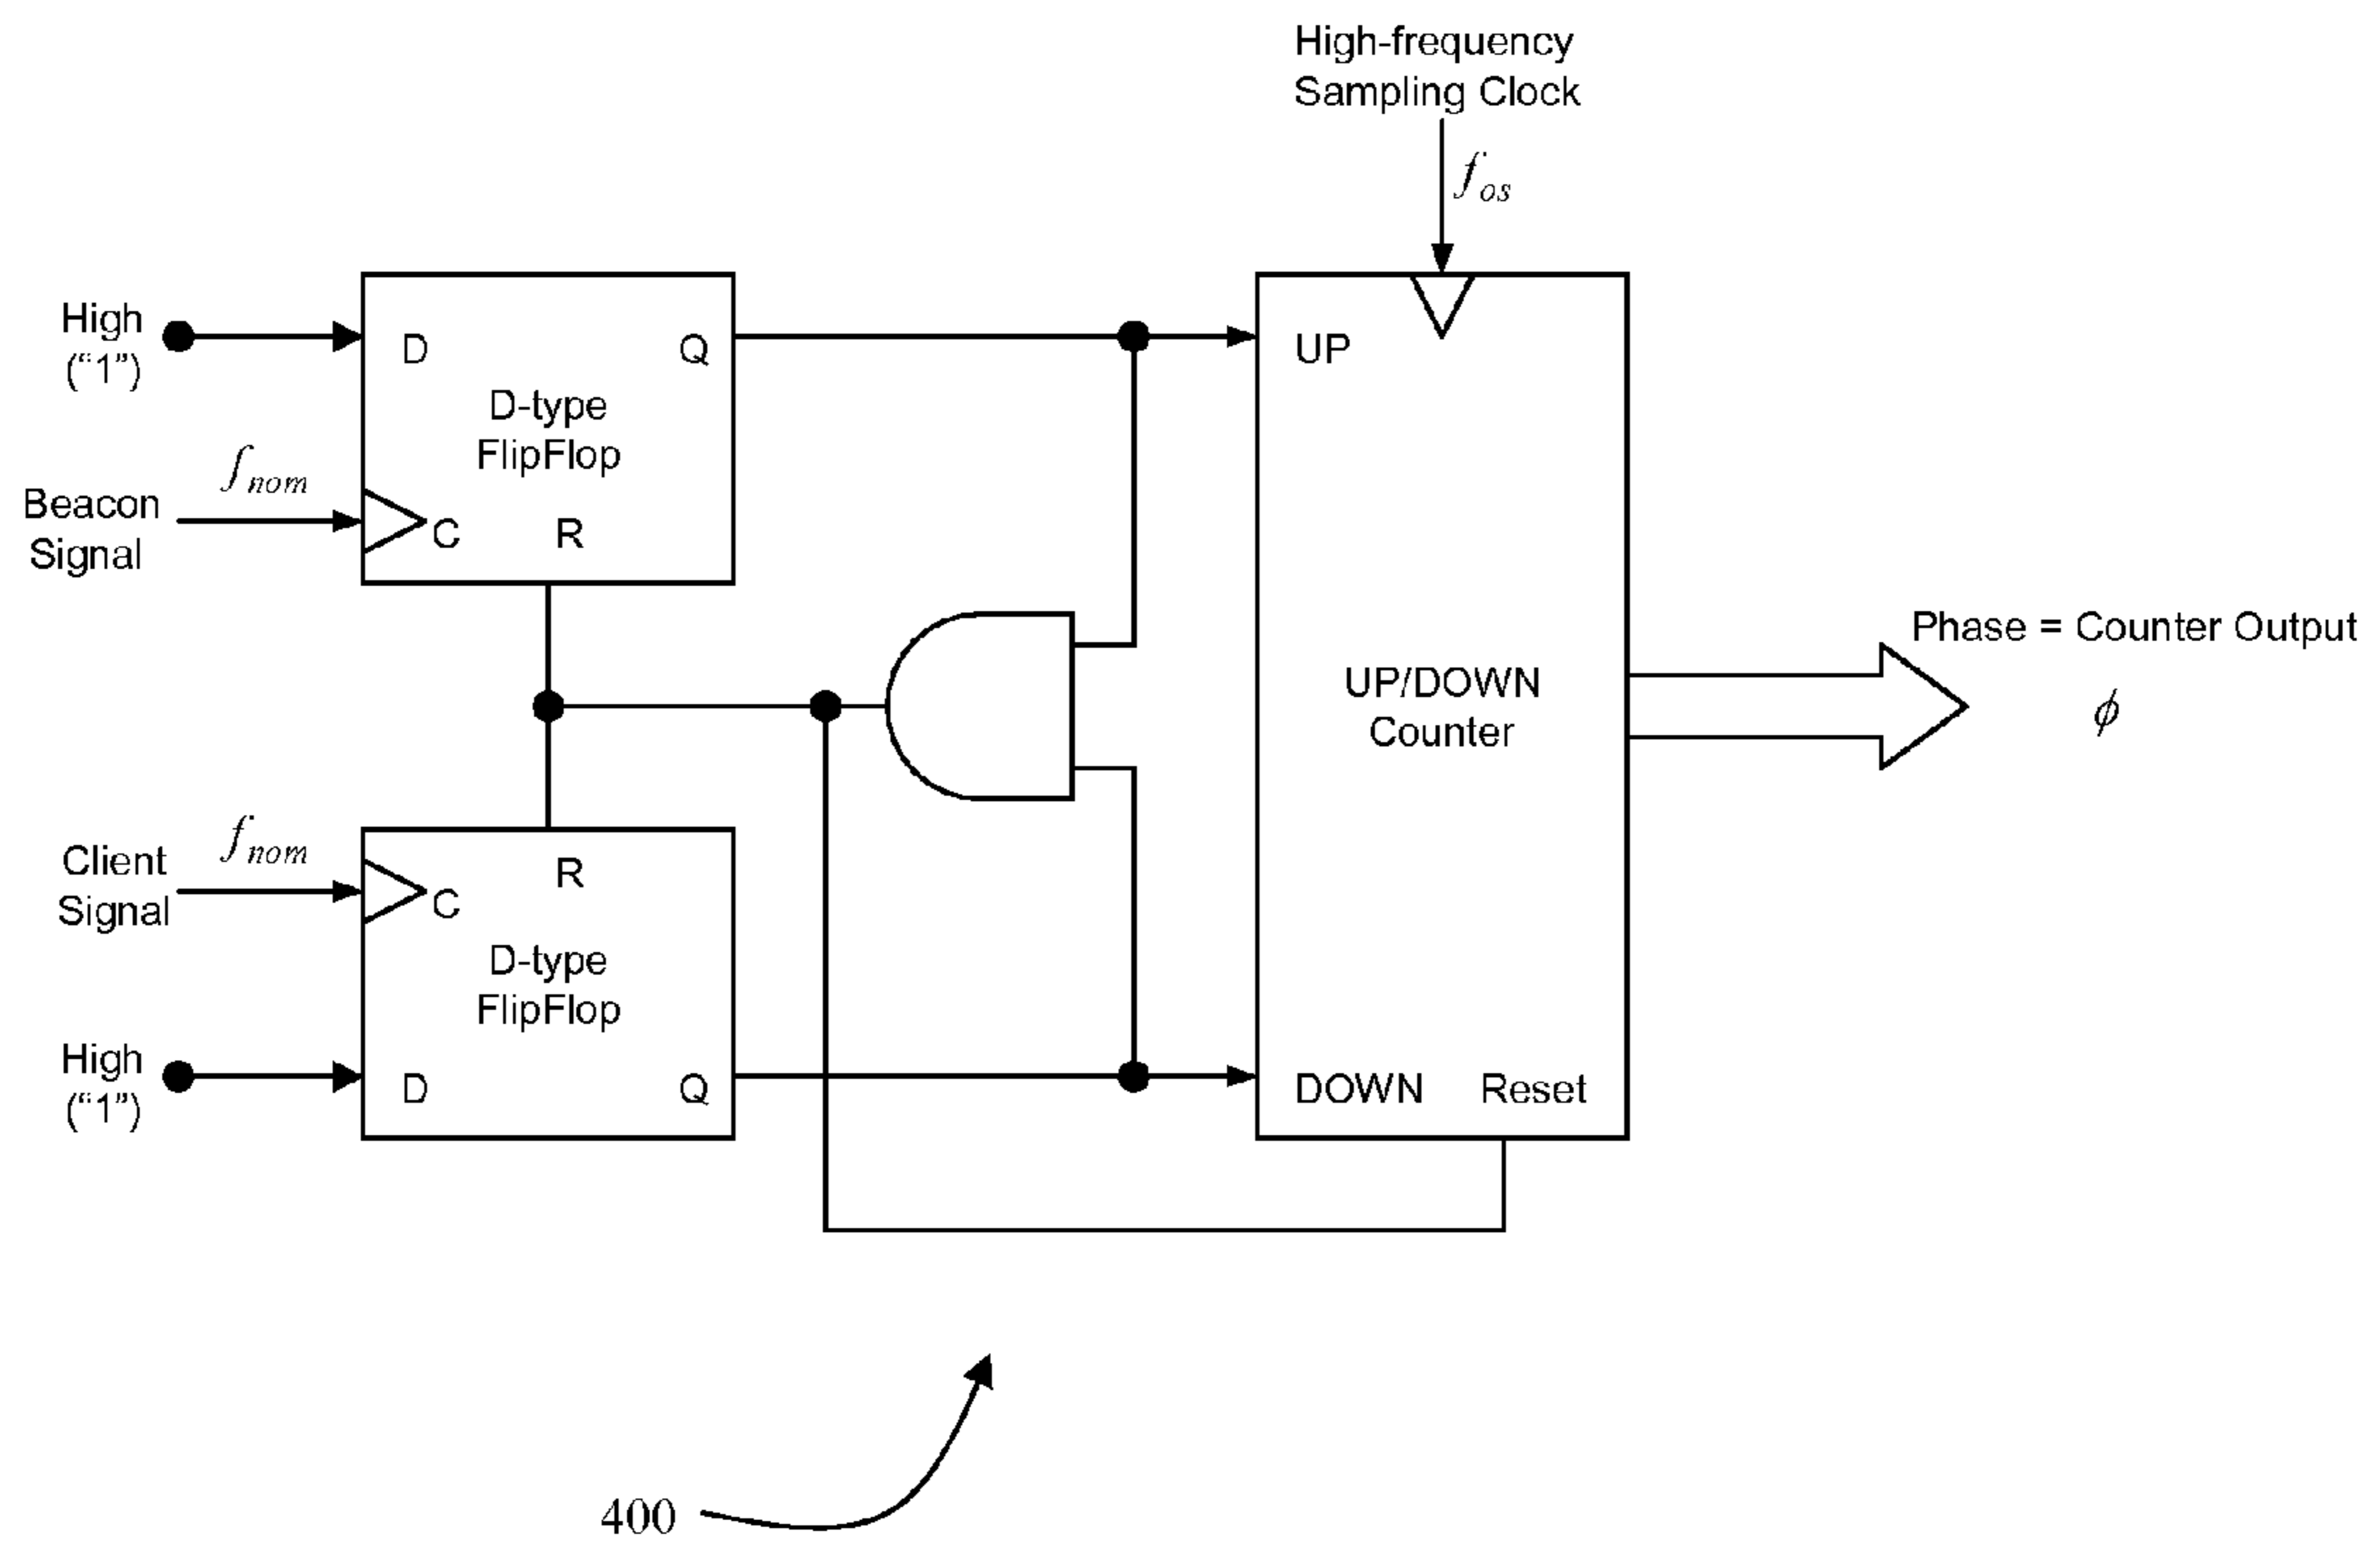 High-frequency
Sampling Clock
f_os
High
(“1”)
D
Q
D-type
FlipFlop
UP
f_nom
Beacon
Signal
C
R
Phase = Counter Output
ϕ
UP/DOWN
Counter
f_nom
Client
Signal
R
C
D-type
FlipFlop
High
(“1”)
D
Q
DOWN
Reset
400